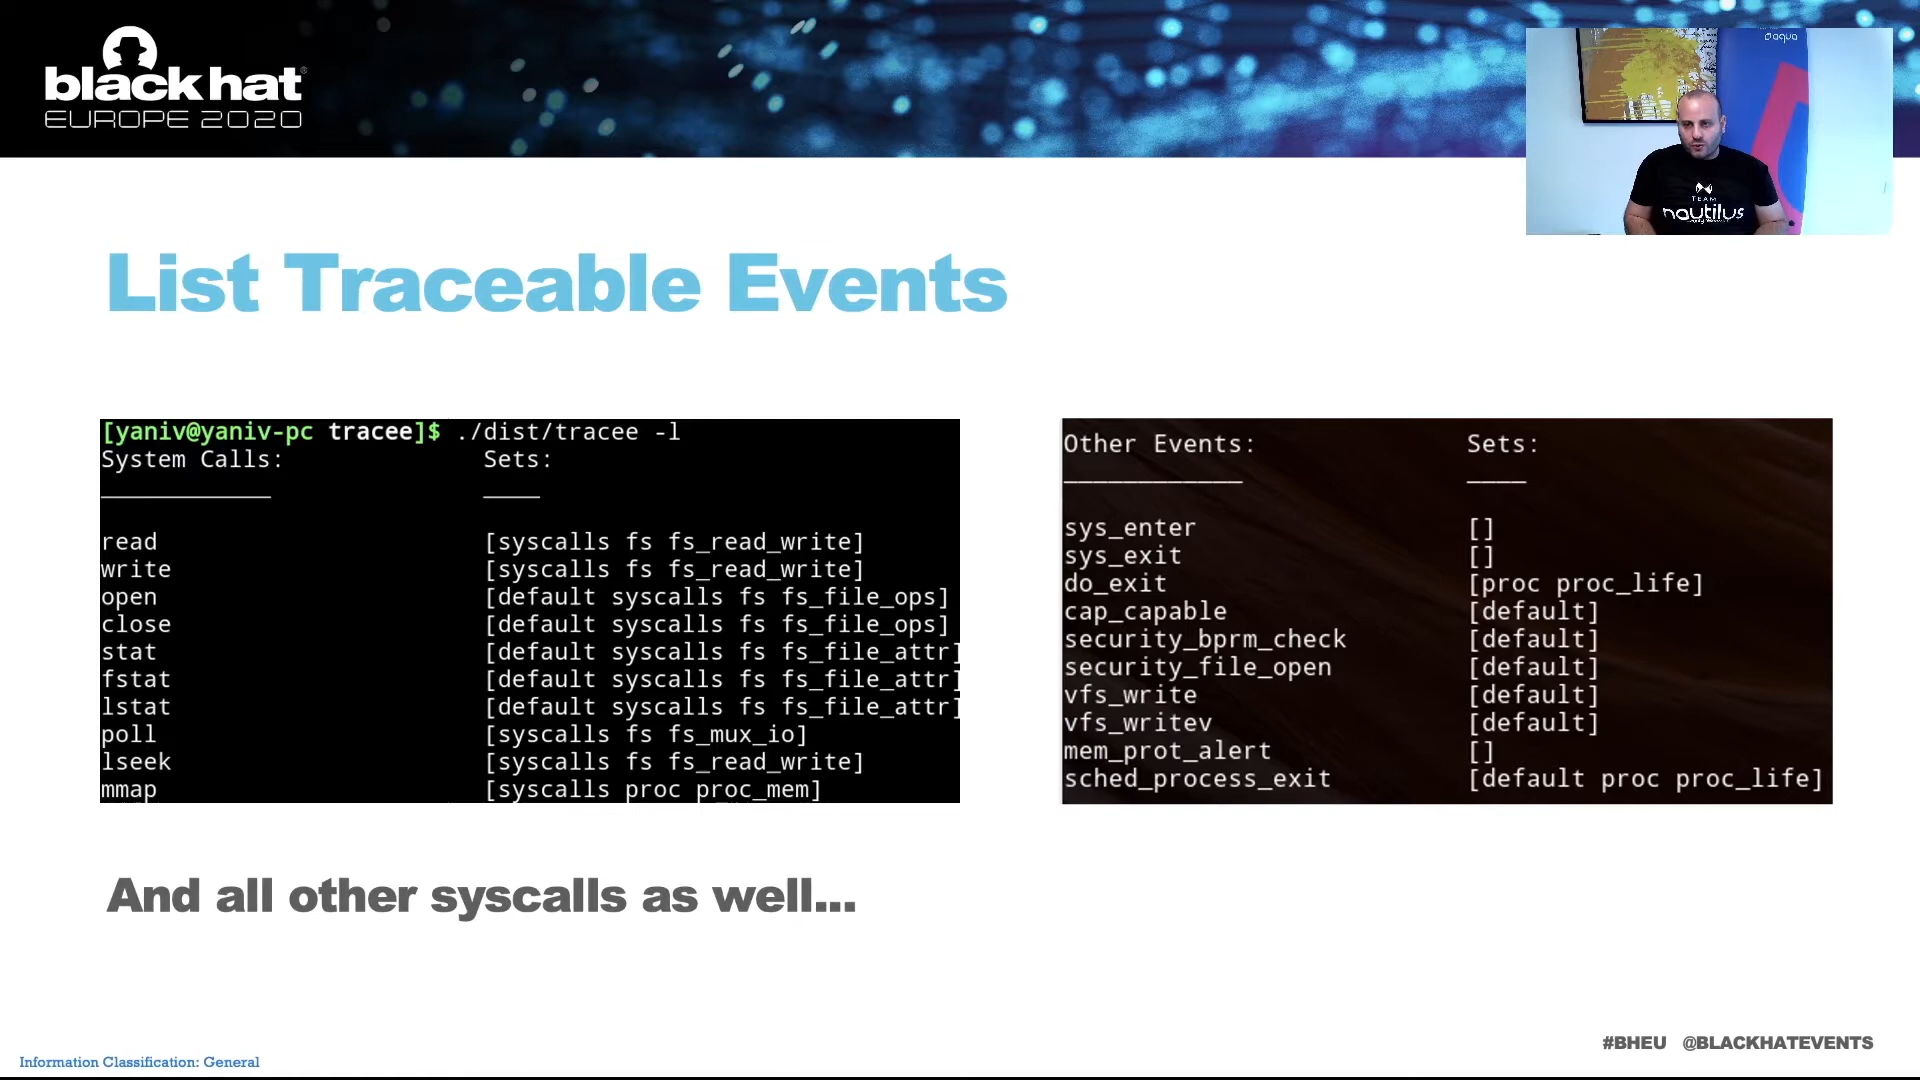 black hat
EUROPE 2020
aqua
TEAM
nautilus
List Traceable Events
[yaniv@yaniv-pc tracee]$ ./dist/tracee -l
System Calls: Sets:
read [syscalls fs fs_read_write]
write [syscalls fs fs_read_write]
open [default syscalls fs fs_file_ops]
close [default syscalls fs fs_file_ops]
stat [default syscalls fs fs_file_attr]
fstat [default syscalls fs fs_file_attr]
lstat [default syscalls fs fs_file_attr]
poll [syscalls fs fs_mux_io]
lseek [syscalls fs fs_read_write]
mmap [syscalls proc proc_mem]
Other Events: Sets:
sys_enter []
sys_exit []
do_exit [proc proc_life]
cap_capable [default]
security_bprm_check [default]
security_file_open [default]
vfs_write [default]
vfs_writev [default]
mem_prot_alert []
sched_process_exit [default proc proc_life]
And all other syscalls as well...
#BHEU @BLACKHATEVENTS
Information Classification: General